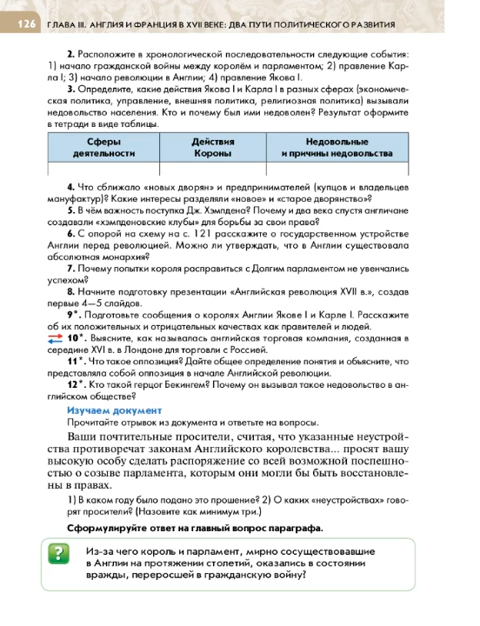 126 ГЛАВА III. АНГЛИЯ И ФРАНЦИЯ В XVII ВЕКЕ: ДВА ПУТИ ПОЛИТИЧЕСКОГО РАЗВИТИЯ
2. Расположите в хронологической последовательности следующие события:
1) начало гражданской войны между королём и парламентом; 2) правление Кар-
ла I; 3) начало революции в Англии; 4) правление Якова I.
3. Определите, какие действия Якова I и Карла I в разных сферах (экономиче-
ская политика, управление, внешняя политика, религиозная политика) вызывали
недовольство населения. Кто и почему был ими недоволен? Результат оформите
в тетради в виде таблицы.
Сферы деятельности
Действия Короны
Недовольные и причины недовольства
4. Что сближало «новых дворян» и предпринимателей (купцов и владельцев
мануфактур)? Какие интересы разделяли «новое» и «старое дворянство»?
5. В чём важность поступка Дж. Хэмпдена? Почему и два века спустя англичане
создавали «хэмпденовские клубы» для борьбы за свои права?
6. С опорой на схему на с. 121 расскажите о государственном устройстве
Англии перед революцией. Можно ли утверждать, что в Англии существовала
абсолютная монархия?
7. Почему попытки короля расправиться с Долгим парламентом не увенчались
успехом?
8. Начните подготовку презентации «Английская революция XVII в.», создав
первые 4—5 слайдов.
9*. Подготовьте сообщения о королях Англии Якове I и Карле I. Расскажите
об их положительных и отрицательных качествах как правителей и людей.
10*. Выясните, как называлась английская торговая компания, созданная в
середине XVI в. в Лондоне для торговли с Россией.
11*. Что такое оппозиция? Дайте общее определение понятия и объясните, что
представляла собой оппозиция в начале Английской революции.
12*. Кто такой герцог Бекингем? Почему он вызывал такое недовольство в ан-
глийском обществе?
Изучаем документ
Прочитайте отрывок из документа и ответьте на вопросы.
Ваши почтительные просители, считая, что указанные неустрой-
ства противоречат законам Английского королевства... просят вашу
высокую особу сделать распоряжение со всей возможной поспешно-
стью о созыве парламента, которым они могли бы быть восстановле-
ны в правах.
1) В каком году было подано это прошение? 2) О каких «неустройствах» гово-
рят просители? (Назовите как минимум три.)
Сформулируйте ответ на главный вопрос параграфа.
? Из-за чего король и парламент, мирно сосуществовавшие
в Англии на протяжении столетий, оказались в состоянии
вражды, переросшей в гражданскую войну?